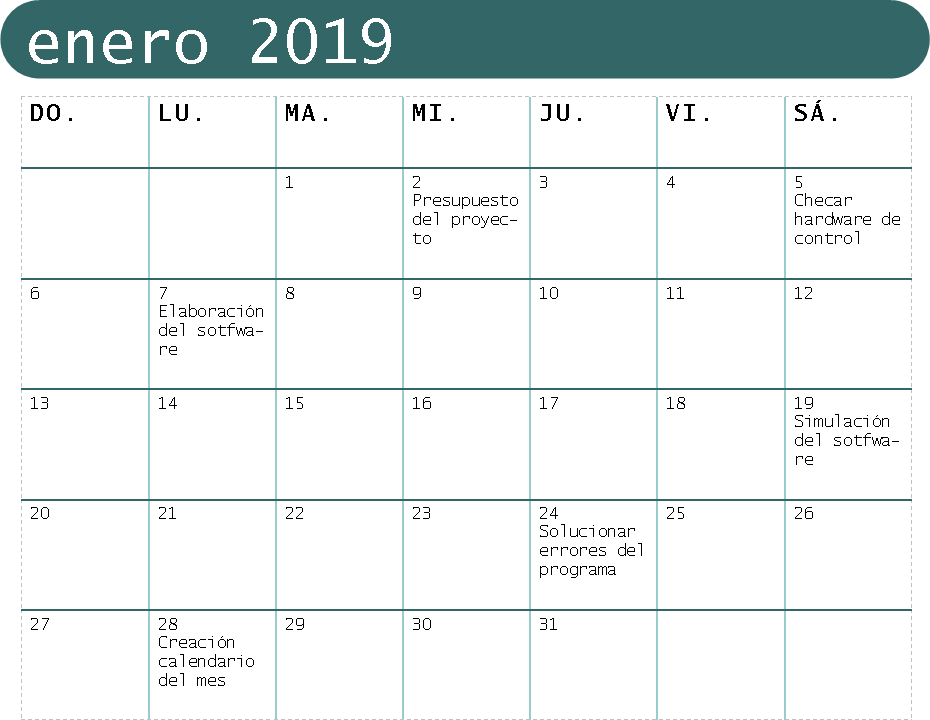 enero 2019
DO. LU. MA. MI. JU. VI. SÁ.
1 2 3 4 5
Presupuesto Checar
del proyec- hardware de
to control
6 7 8 9 10 11 12
Elaboración
del sotfwa-
re
13 14 15 16 17 18 19
Simulación
del sotfwa-
re
20 21 22 23 24 25 26
Solucionar
errores del
programa
27 28 29 30 31
Creación
calendario
del mes